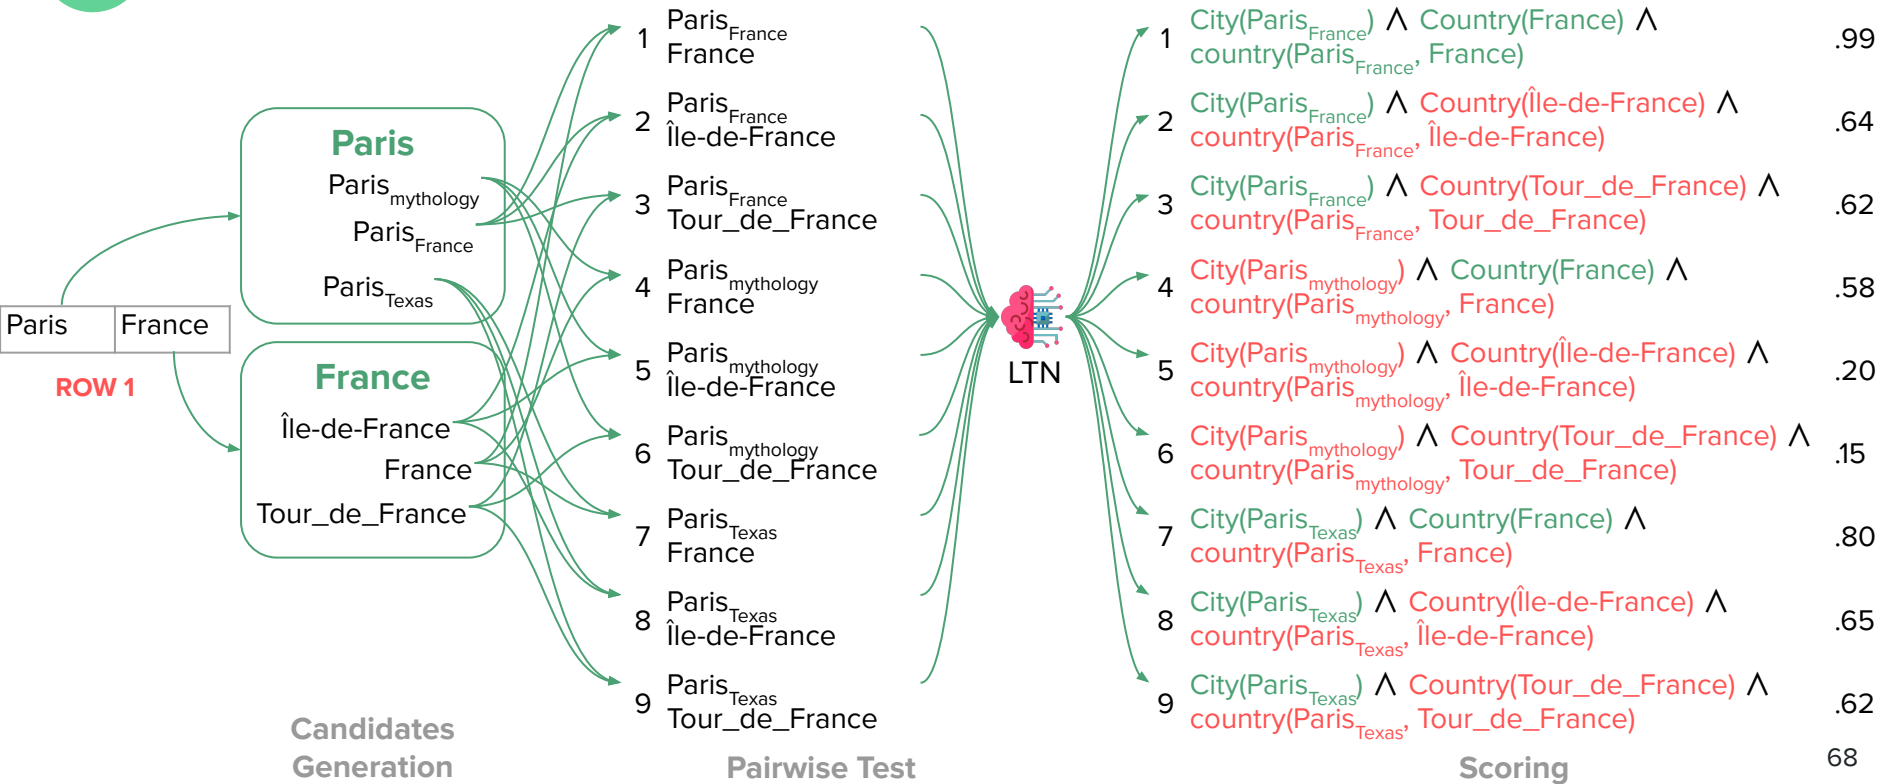 Paris France
ROW 1
Paris
Paris mythology
Paris France
Paris Texas
France
Île-de-France
France
Tour_de_France
Candidates
Generation
1 Paris France
France
2 Paris France
Île-de-France
3 Paris France
Tour_de_France
4 Paris mythology
France
5 Paris mythology
Île-de-France
6 Paris mythology
Tour_de_France
7 Paris Texas
France
8 Paris Texas
Île-de-France
9 Paris Texas
Tour_de_France
Pairwise Test
LTN
1 City(Paris France) ∧ Country(France) ∧
country(Paris France, France) .99
2 City(Paris France) ∧ Country(Île-de-France) ∧
country(Paris France, Île-de-France) .64
3 City(Paris France) ∧ Country(Tour_de_France) ∧
country(Paris France, Tour_de_France) .62
4 City(Paris mythology) ∧ Country(France) ∧
country(Paris mythology, France) .58
5 City(Paris mythology) ∧ Country(Île-de-France) ∧
country(Paris mythology, Île-de-France) .20
6 City(Paris mythology) ∧ Country(Tour_de_France) ∧
country(Paris mythology, Tour_de_France) .15
7 City(Paris Texas) ∧ Country(France) ∧
country(Paris Texas, France) .80
8 City(Paris Texas) ∧ Country(Île-de-France) ∧
country(Paris Texas, Île-de-France) .65
9 City(Paris Texas) ∧ Country(Tour_de_France) ∧
country(Paris Texas, Tour_de_France) .62
Scoring
68